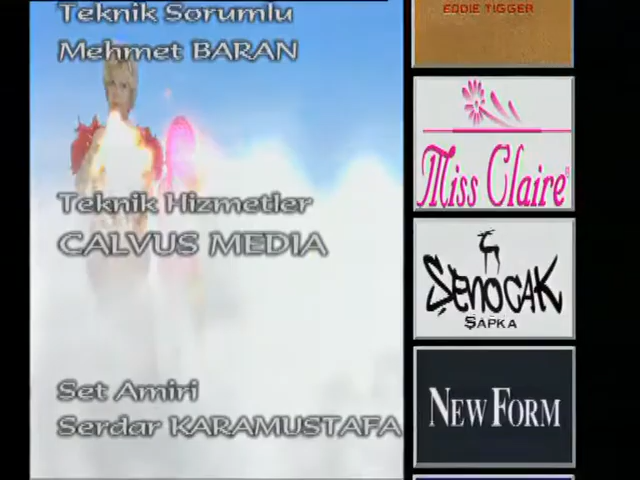 Teknik Sorumlu
Mehmet BARAN
Teknik Hizmetler
CALVUS MEDIA
Set Amiri
Serdar KARAMUSTAFA
EDDIE TIGGER
Miss Claire
ŞENOCAK
ŞAPKA
NEW FORM